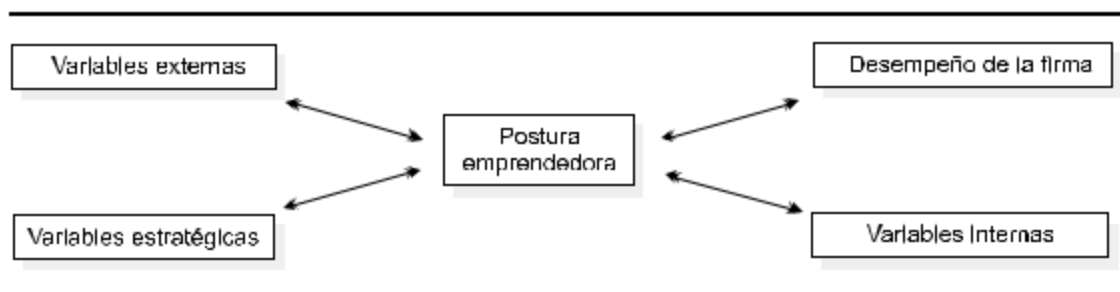 Variables externas
Desempeño de la firma
Postura
emprendedora
Variables estratégicas
Variables Internas